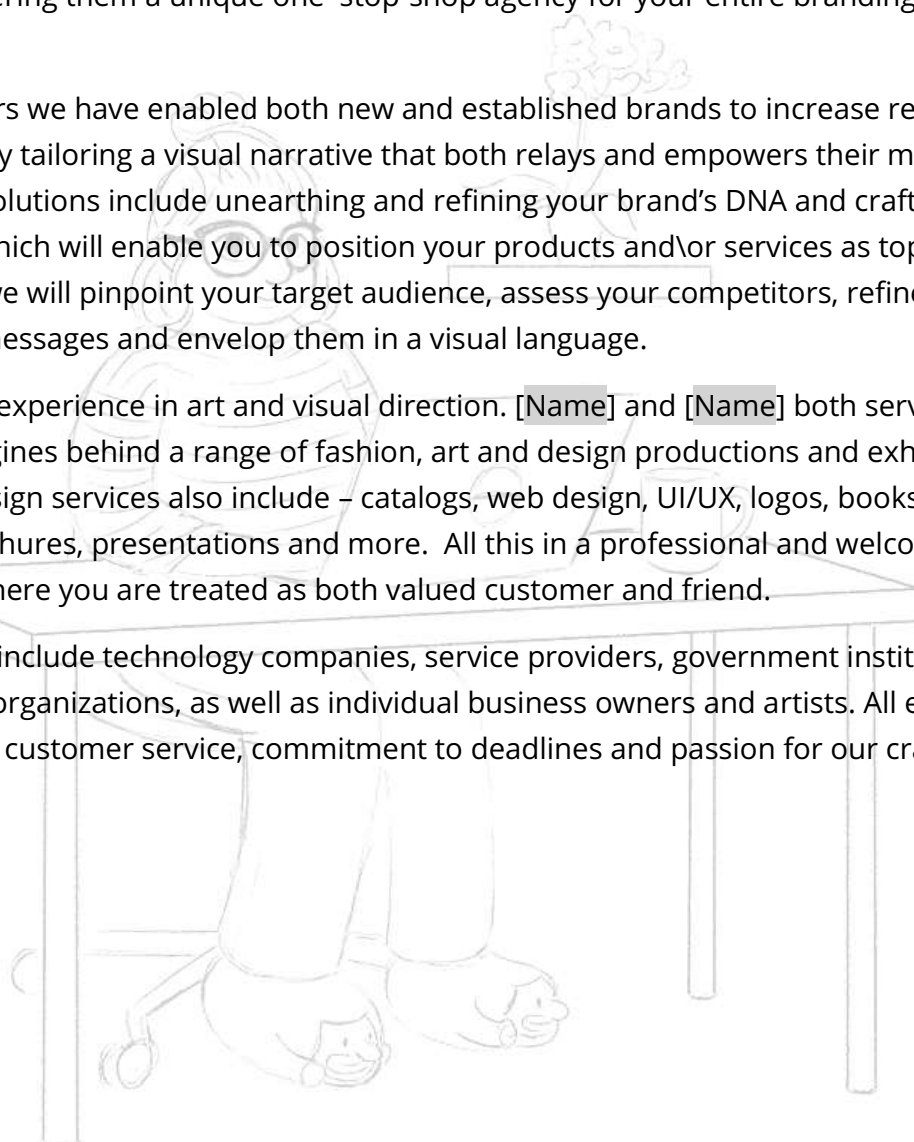 ering them a unique one-stop-shop agency for your entire branding
rs we have enabled both new and established brands to increase re
y tailoring a visual narrative that both relays and empowers their m
olutions include unearthing and refining your brand’s DNA and craft
hich will enable you to position your products and\or services as top
we will pinpoint your target audience, assess your competitors, refine
essages and envelop them in a visual language.
experience in art and visual direction. [Name] and [Name] both serv
gines behind a range of fashion, art and design productions and exh
sign services also include – catalogs, web design, UI/UX, logos, books
hures, presentations and more.  All this in a professional and welco
here you are treated as both valued customer and friend.
include technology companies, service providers, government instit
organizations, as well as individual business owners and artists. All e
customer service, commitment to deadlines and passion for our cra